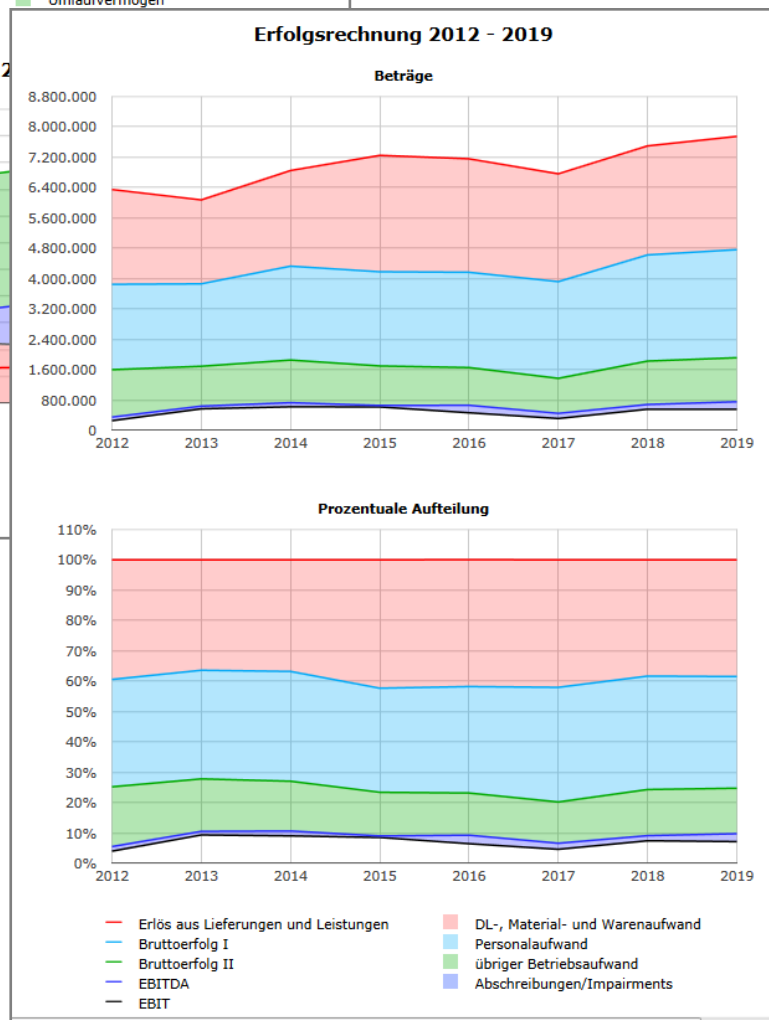 Umlaufvermögen
2
Erfolgsrechnung 2012 - 2019
Beträge
8.800.000
8.000.000
7.200.000
6.400.000
5.600.000
4.800.000
4.000.000
3.200.000
2.400.000
1.600.000
800.000
0
2012 2013 2014 2015 2016 2017 2018 2019
Prozentuale Aufteilung
110%
100%
90%
80%
70%
60%
50%
40%
30%
20%
10%
0%
2012 2013 2014 2015 2016 2017 2018 2019
Erlös aus Lieferungen und Leistungen
Bruttoerfolg I
Bruttoerfolg II
EBITDA
EBIT
DL-, Material- und Warenaufwand
Personalaufwand
übriger Betriebsaufwand
Abschreibungen/Impairments